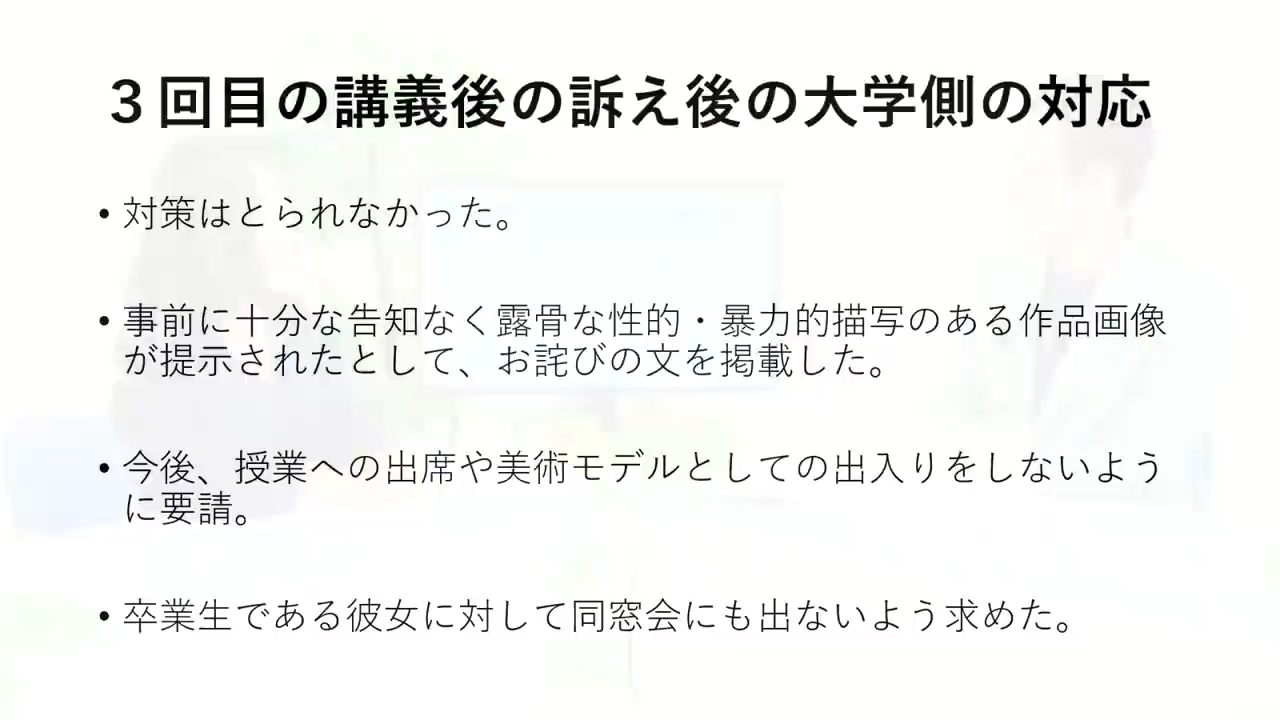 ３回目の講義後の訴え後の大学側の対応
• 対策はとられなかった。
• 事前に十分な告知なく露骨な性的・暴力的描写のある作品画像
が提示されたとして、お詫びの文を掲載した。
• 今後、授業への出席や美術モデルとしての出入りをしないよう
に要請。
• 卒業生である彼女に対して同窓会にも出ないよう求めた。